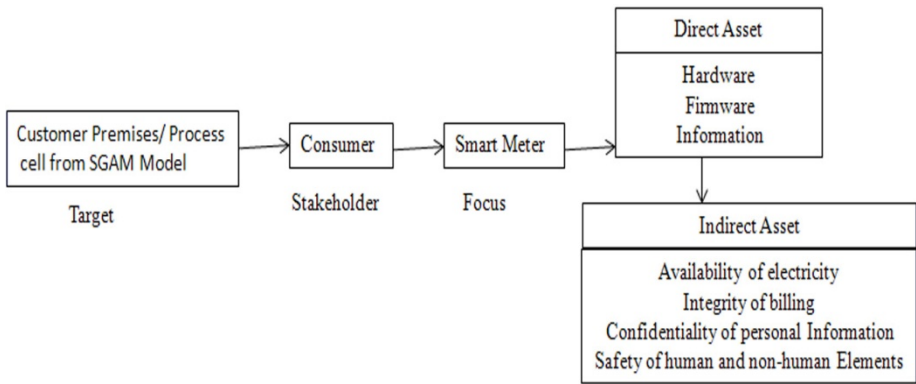 Direct Asset
Hardware
Firmware
Information
Customer Premises/ Process
cell from SGAM Model
Consumer
Smart Meter
Target
Stakeholder
Focus
Indirect Asset
Availability of electricity
Integrity of billing
Confidentiality of personal Information
Safety of human and non-human Elements